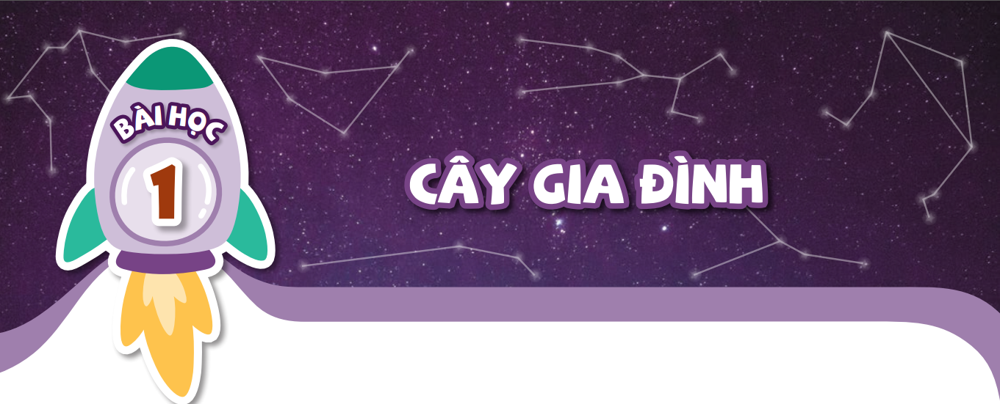 BÀI HỌC
1
CÂY GIA ĐÌNH